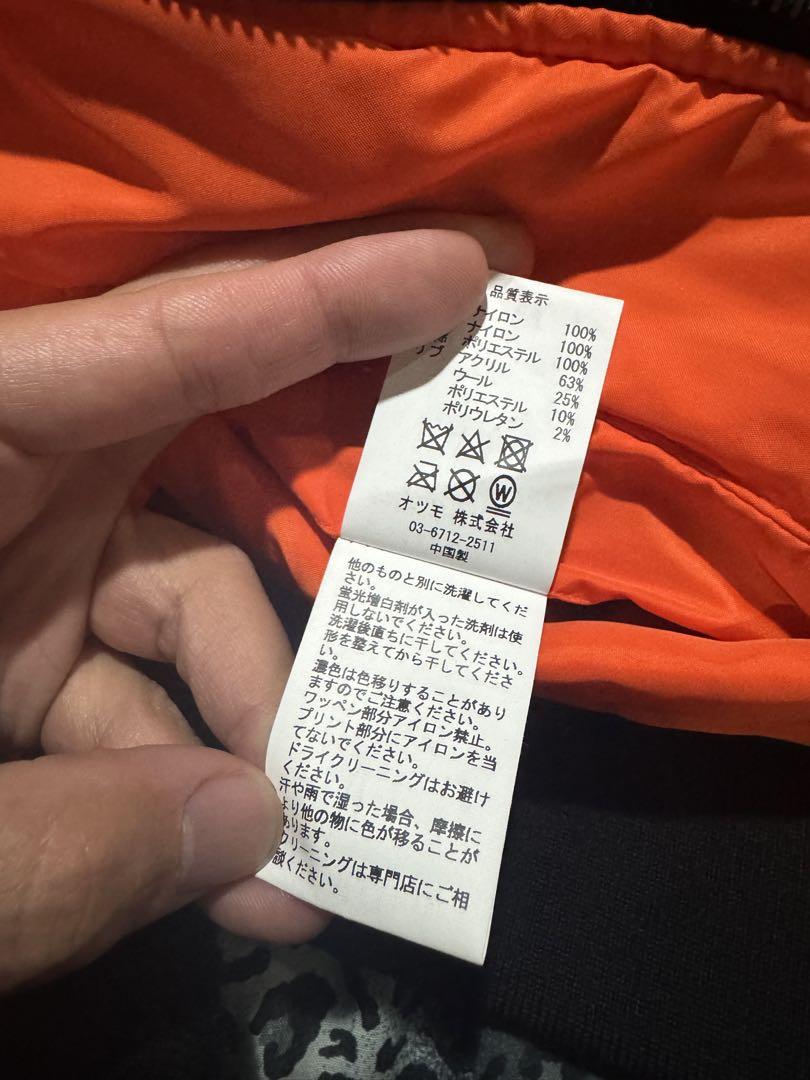 品質表示
ナイロン 100%
ナイロン 100%
ポリエステル 100%
リブ アクリル 63%
ウール 25%
ポリエステル 10%
ポリウレタン 2%
W
オツモ 株式会社
03-6712-2511
中国製
他のものと別に洗濯してくだ
さい。
蛍光増白剤が入った洗剤は使
用しないでください。
洗濯後直ちに干してください。
形を整えてから干してくださ
い。
濃色は色移りすることがあり
ますのでご注意ください。
ワッペン部分アイロン禁止。
プリント部分にアイロンを当
てないでください。
ドライクリーニングはお避け
ください。
汗や雨で湿った場合、摩擦に
より他の物に色が移ることが
あります。
クリーニングは専門店にご相
談ください。